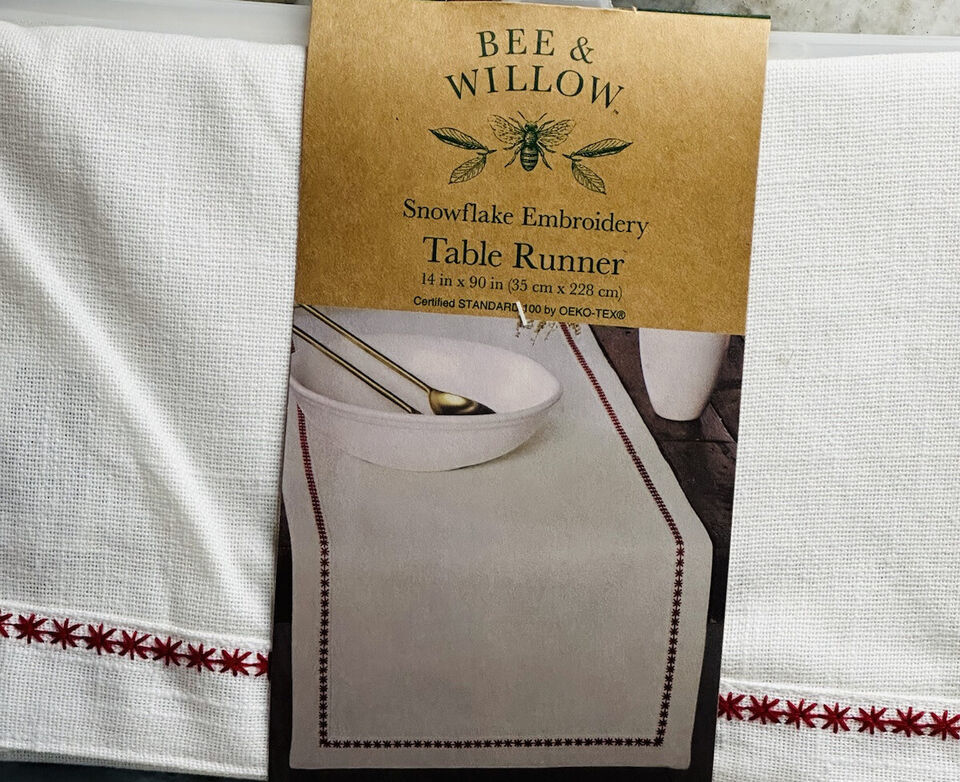 BEE &
WILLOW™
Snowflake Embroidery
Table Runner
14 in x 90 in (35 cm x 228 cm)
Certified STANDARD 100 by OEKO-TEX®